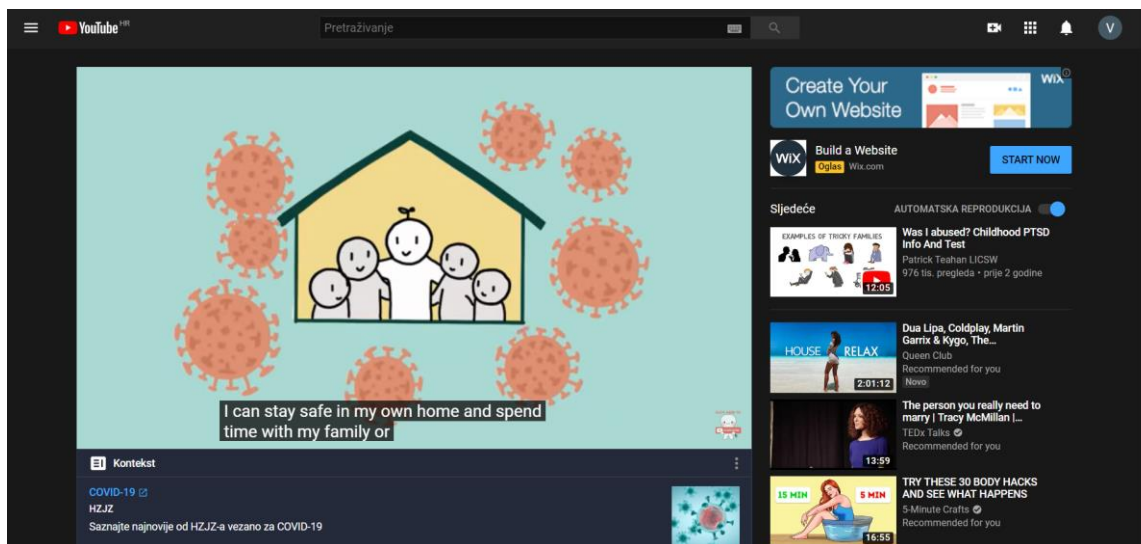 YouTube HR
Pretraživanje
V
I can stay safe in my own home and spend
time with my family or
Kontekst
COVID-19
HZJZ
Saznajte najnovije od HZJZ-a vezano za COVID-19
Create Your
Own Website
WiX
WiX
Build a Website
Oglas Wix.com
START NOW
Sljedeće
AUTOMATSKA REPRODUKCIJA
EXAMPLES OF TRICKY FAMILIES
12:05
Was I abused? Childhood PTSD
Info And Test
Patrick Teahan LICSW
976 tis. pregleda • prije 2 godine
HOUSE RELAX
2:01:12
Dua Lipa, Coldplay, Martin
Garrix & Kygo, The...
Queen Club
Recommended for you
Novo
13:59
The person you really need to
marry | Tracy McMillan |...
TEDx Talks
Recommended for you
15 MIN
5 MIN
16:55
TRY THESE 30 BODY HACKS
AND SEE WHAT HAPPENS
5-Minute Crafts
Recommended for you